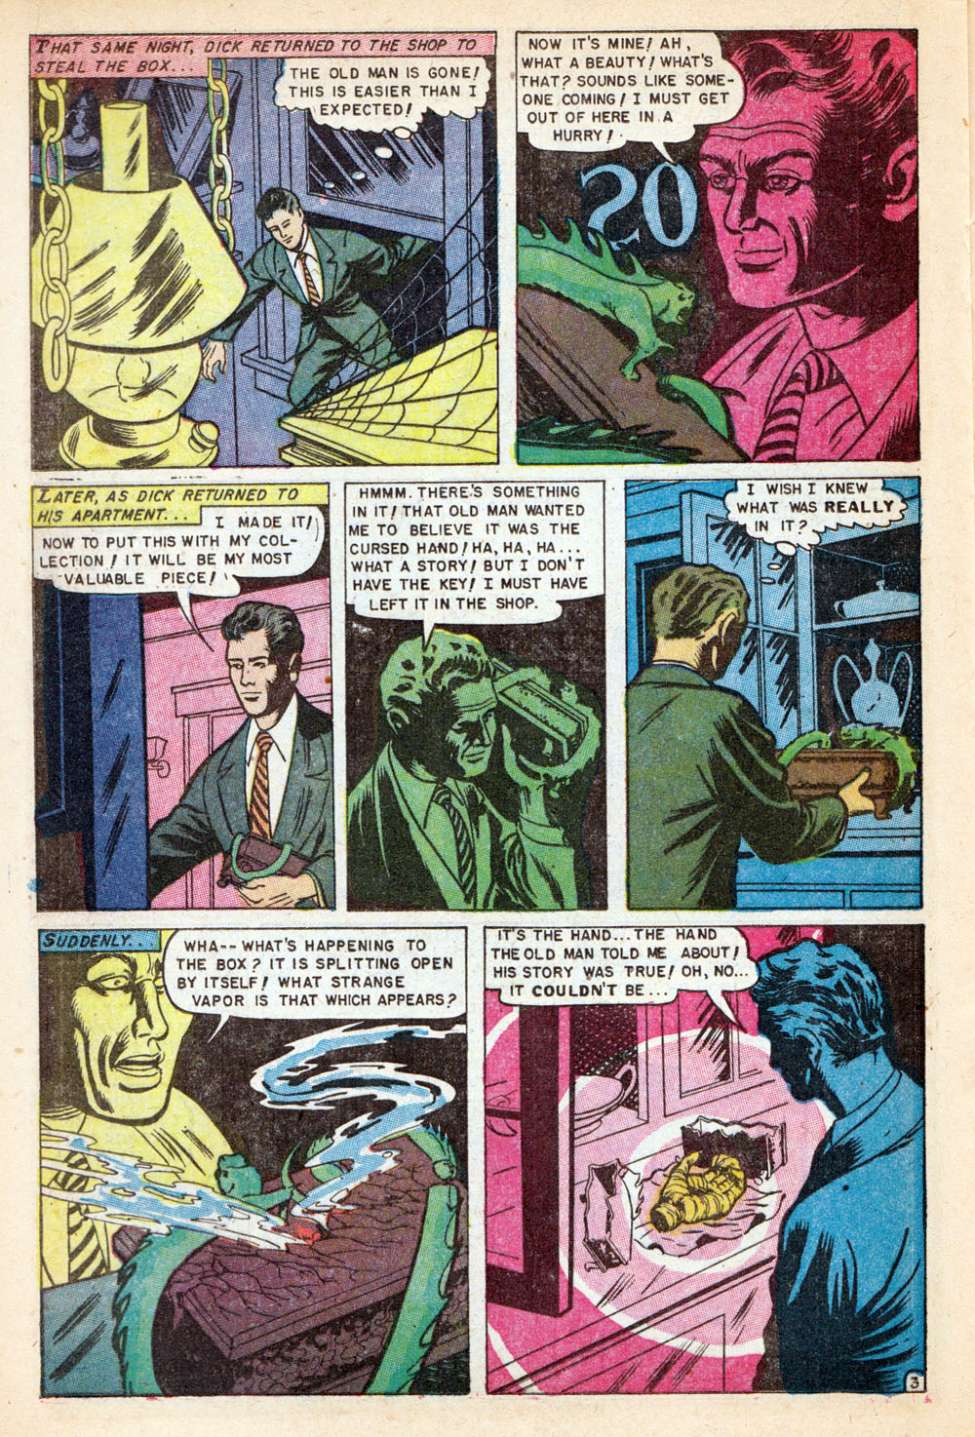 THAT SAME NIGHT, DICK RETURNED TO THE SHOP TO
STEAL THE BOX...
THE OLD MAN IS GONE!
THIS IS EASIER THAN I
EXPECTED!
NOW IT'S MINE! AH,
WHAT A BEAUTY! WHAT'S
THAT? SOUNDS LIKE SOME-
ONE COMING! I MUST GET
OUT OF HERE IN A
HURRY!
LATER, AS DICK RETURNED TO
HIS APARTMENT...
I MADE IT!
NOW TO PUT THIS WITH MY COL-
LECTION! IT WILL BE MY MOST
VALUABLE PIECE!
HMMM. THERE'S SOMETHING
IN IT! THAT OLD MAN WANTED
ME TO BELIEVE IT WAS THE
CURSED HAND! HA, HA, HA...
WHAT A STORY! BUT I DON'T
HAVE THE KEY! I MUST HAVE
LEFT IT IN THE SHOP.
I WISH I KNEW
WHAT WAS REALLY
IN IT?
SUDDENLY...
WHA-- WHAT'S HAPPENING TO
THE BOX? IT IS SPLITTING OPEN
BY ITSELF! WHAT STRANGE
VAPOR IS THAT WHICH APPEARS?
IT'S THE HAND... THE HAND
THE OLD MAN TOLD ME ABOUT!
HIS STORY WAS TRUE! OH, NO...
IT COULDN'T BE...
3